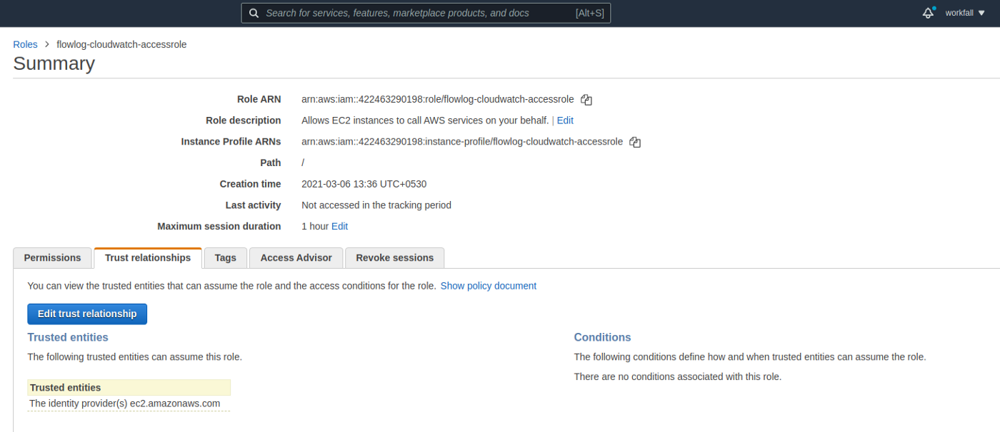 Search for services, features, marketplace products, and docs [Alt+S] workfall
Roles > flowlog-cloudwatch-accessrole
Summary
Role ARN arn:aws:iam::422463290198:role/flowlog-cloudwatch-accessrole
Role description Allows EC2 instances to call AWS services on your behalf. | Edit
Instance Profile ARNs arn:aws:iam::422463290198:instance-profile/flowlog-cloudwatch-accessrole
Path /
Creation time 2021-03-06 13:36 UTC+0530
Last activity Not accessed in the tracking period
Maximum session duration 1 hour Edit
Permissions Trust relationships Tags Access Advisor Revoke sessions
You can view the trusted entities that can assume the role and the access conditions for the role. Show policy document
Edit trust relationship
Trusted entities
The following trusted entities can assume this role.
Trusted entities
The identity provider(s) ec2.amazonaws.com
Conditions
The following conditions define how and when trusted entities can assume the role.
There are no conditions associated with this role.